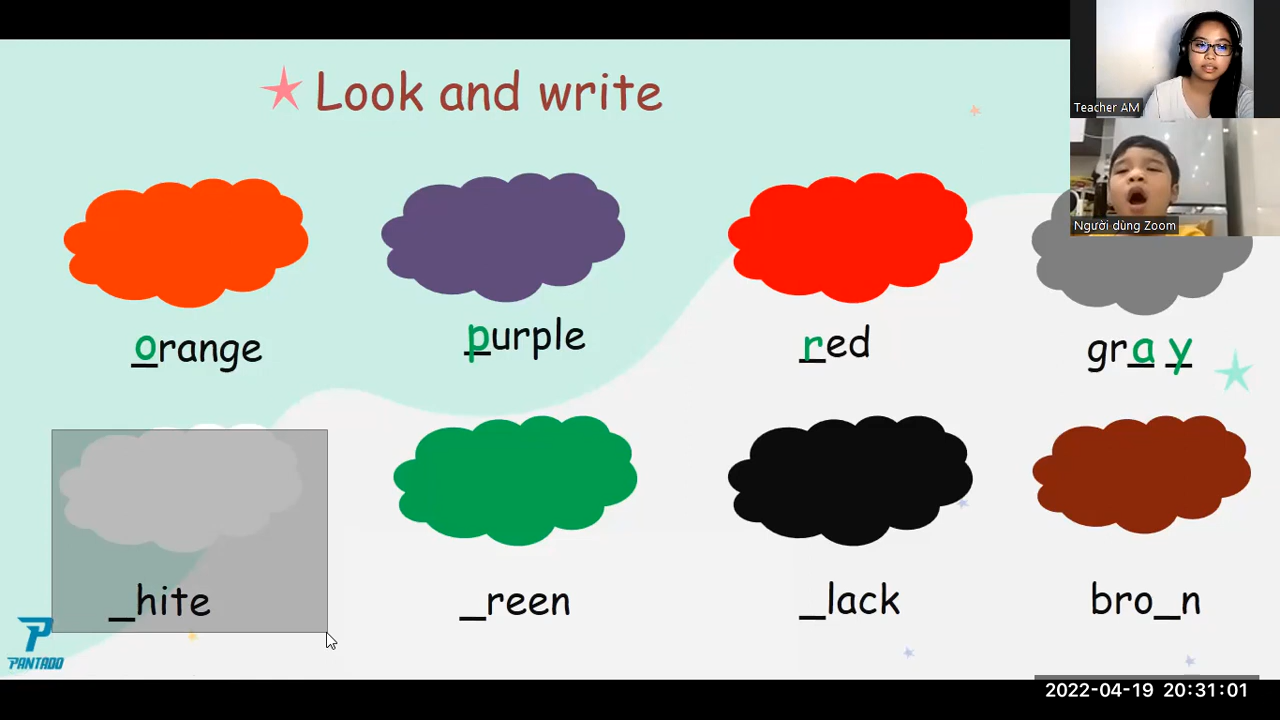 Look and write
Teacher AM
Người dùng Zoom
orange
purple
red
gray
_hite
_reen
_lack
bro_n
PANTADO
2022-04-19 20:31:01